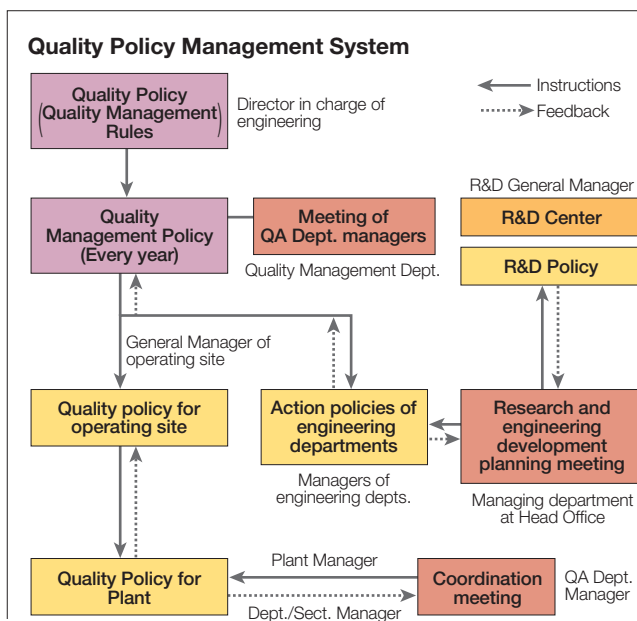 Quality Policy Management System
Quality Policy
(Quality Management
Rules)
Director in charge of
engineering
Instructions
Feedback
R&D General Manager
Quality
Management Policy
(Every year)
Meeting of
QA Dept. managers
Quality Management Dept.
R&D Center
R&D Policy
General Manager of
operating site
Quality policy for
operating site
Action policies of
engineering
departments
Managers of
engineering depts.
Research and
engineering
development
planning meeting
Managing department
at Head Office
Quality Policy for
Plant
Plant Manager
Dept./Sect. Manager
Coordination
meeting
QA Dept.
Manager